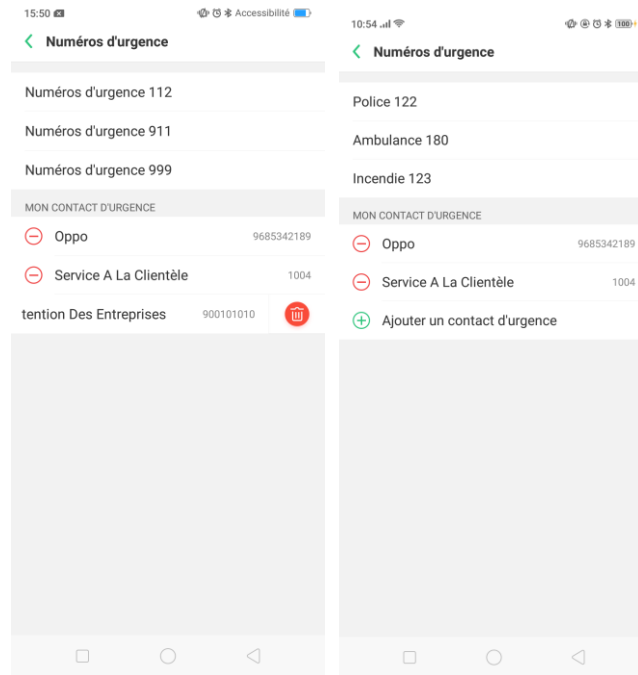 15:50
Accessibilité
Numéros d'urgence
Numéros d'urgence 112
Numéros d'urgence 911
Numéros d'urgence 999
MON CONTACT D'URGENCE
Oppo 9685342189
Service A La Clientèle 1004
tention Des Entreprises 900101010
10:54
100
Numéros d'urgence
Police 122
Ambulance 180
Incendie 123
MON CONTACT D'URGENCE
Oppo 9685342189
Service A La Clientèle 1004
Ajouter un contact d'urgence